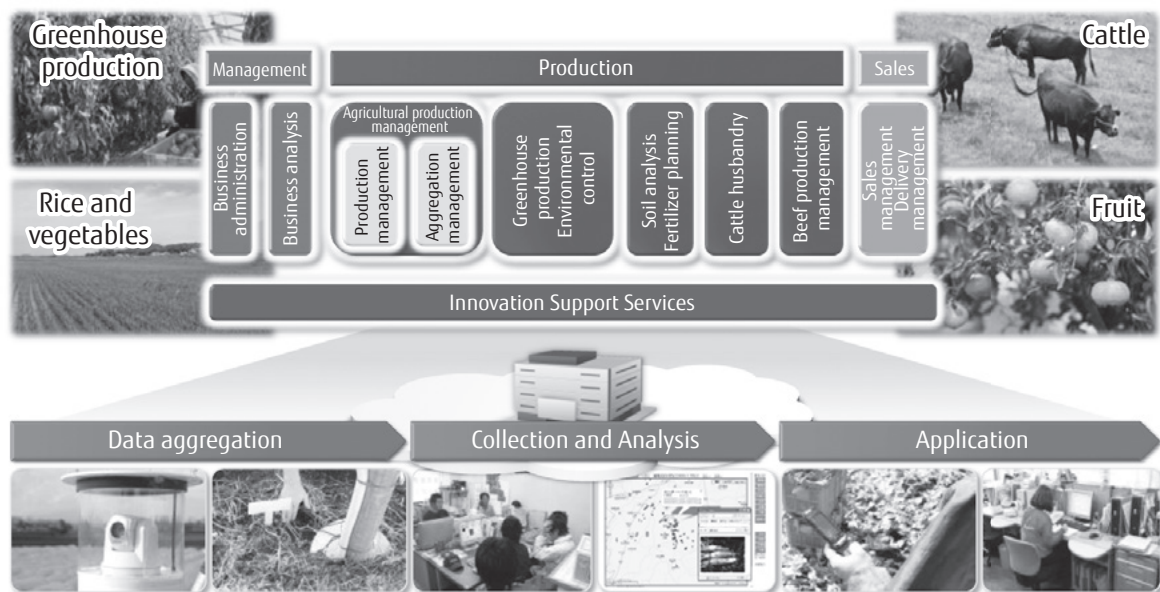 Greenhouse
production
Cattle
Rice and
vegetables
Fruit
Management
Production
Sales
Business
administration
Business analysis
Agricultural production
management
Production
management
Aggregation
management
Greenhouse
production
Environmental
control
Soil analysis
Fertilizer planning
Cattle husbandry
Beef production
management
Sales
management
Delivery
management
Innovation Support Services
Data aggregation
Collection and Analysis
Application